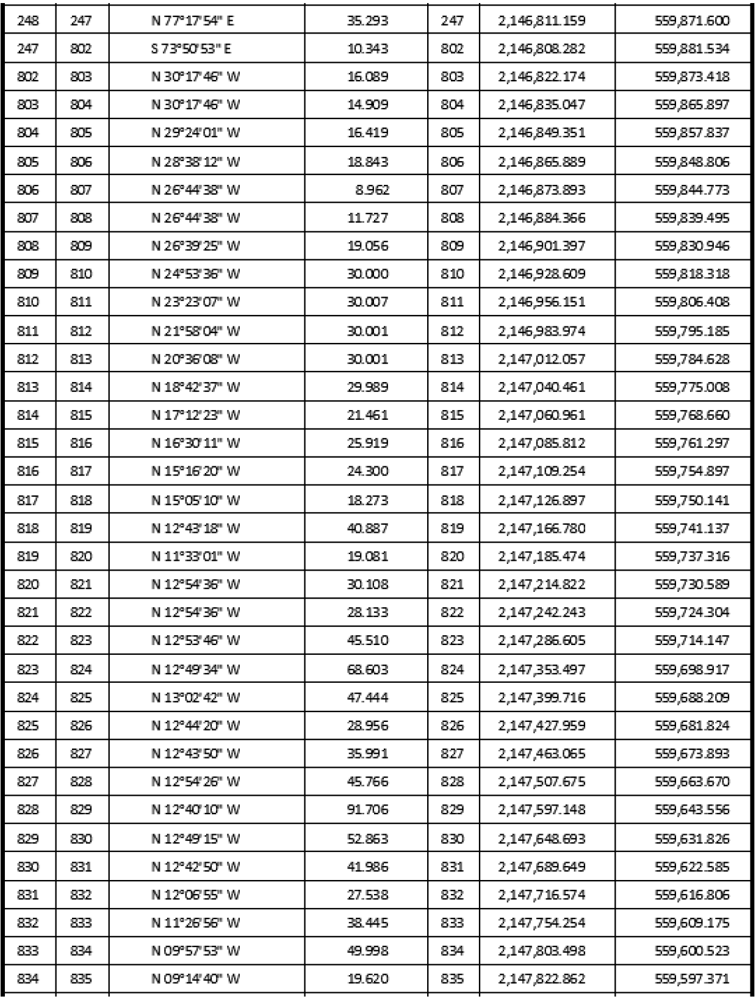 248 247 N 77°17'54" E 35.293 247 2,146,811.159 559,871.600
247 802 S 73°50'53" E 10.343 802 2,146,808.282 559,881.534
802 803 N 30°17'46" W 16.089 803 2,146,822.174 559,873.418
803 804 N 30°17'46" W 14.909 804 2,146,835.047 559,865.897
804 805 N 29°24'01" W 16.419 805 2,146,849.351 559,857.837
805 806 N 28°38'12" W 18.843 806 2,146,865.889 559,848.806
806 807 N 26°44'38" W 8.962 807 2,146,873.893 559,844.773
807 808 N 26°44'38" W 11.727 808 2,146,884.366 559,839.495
808 809 N 26°39'25" W 19.056 809 2,146,901.397 559,830.946
809 810 N 24°53'36" W 30.000 810 2,146,928.609 559,818.318
810 811 N 23°23'07" W 30.007 811 2,146,956.151 559,806.408
811 812 N 21°58'04" W 30.001 812 2,146,983.974 559,795.185
812 813 N 20°36'08" W 30.001 813 2,147,012.057 559,784.628
813 814 N 18°42'37" W 29.989 814 2,147,040.461 559,775.008
814 815 N 17°12'23" W 21.461 815 2,147,060.961 559,768.660
815 816 N 16°30'11" W 25.919 816 2,147,085.812 559,761.297
816 817 N 15°16'20" W 24.300 817 2,147,109.254 559,754.897
817 818 N 15°05'10" W 18.273 818 2,147,126.897 559,750.141
818 819 N 12°43'18" W 40.887 819 2,147,166.780 559,741.137
819 820 N 11°33'01" W 19.081 820 2,147,185.474 559,737.316
820 821 N 12°54'36" W 30.108 821 2,147,214.822 559,730.589
821 822 N 12°54'36" W 28.133 822 2,147,242.243 559,724.304
822 823 N 12°53'46" W 45.510 823 2,147,286.605 559,714.147
823 824 N 12°49'34" W 68.603 824 2,147,353.497 559,698.917
824 825 N 13°02'42" W 47.444 825 2,147,399.716 559,688.209
825 826 N 12°44'20" W 28.956 826 2,147,427.959 559,681.824
826 827 N 12°43'50" W 35.991 827 2,147,463.065 559,673.893
827 828 N 12°54'26" W 45.766 828 2,147,507.675 559,663.670
828 829 N 12°40'10" W 91.706 829 2,147,597.148 559,643.556
829 830 N 12°49'15" W 52.863 830 2,147,648.693 559,631.826
830 831 N 12°42'50" W 41.986 831 2,147,689.649 559,622.585
831 832 N 12°06'55" W 27.538 832 2,147,716.574 559,616.806
832 833 N 11°26'56" W 38.445 833 2,147,754.254 559,609.175
833 834 N 09°57'53" W 49.998 834 2,147,803.498 559,600.523
834 835 N 09°14'40" W 19.620 835 2,147,822.862 559,597.371